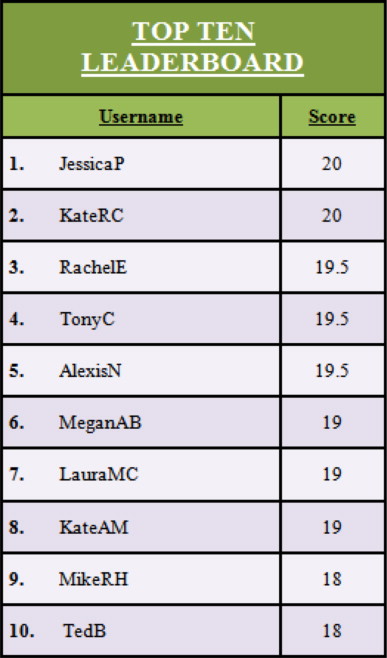 TOP TEN
LEADERBOARD
Username Score
1. JessicaP 20
2. KateRC 20
3. RachelE 19.5
4. TonyC 19.5
5. AlexisN 19.5
6. MeganAB 19
7. LauraMC 19
8. KateAM 19
9. MikeRH 18
10. TedB 18